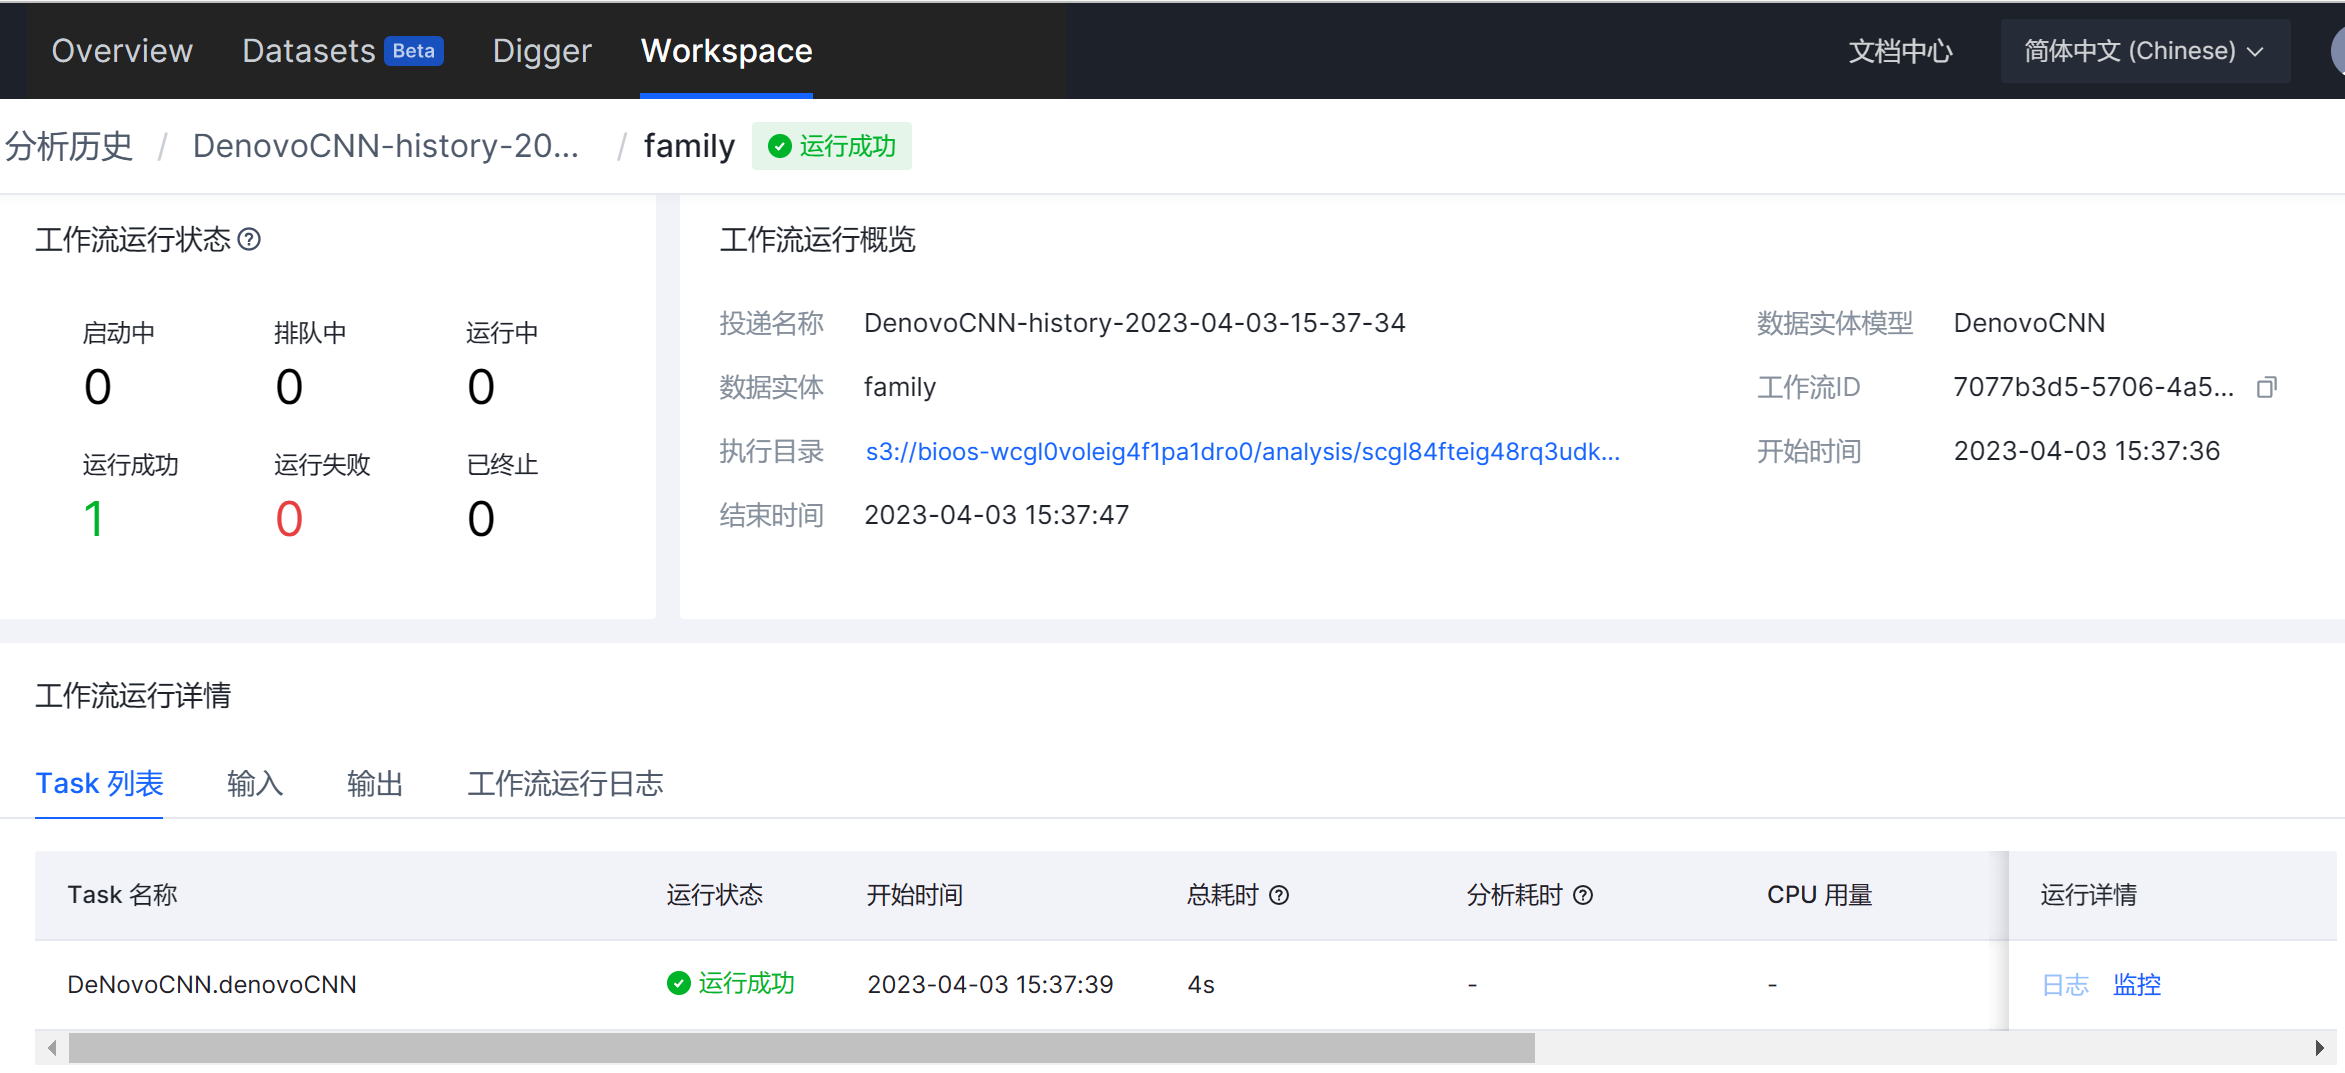 Overview Datasets Beta Digger Workspace 文档中心 简体中文 (Chinese)
分析历史 / DenovoCNN-history-20... / family 运行成功
工作流运行状态
启动中 排队中 运行中
0 0 0
运行成功 运行失败 已终止
1 0 0
工作流运行概览
投递名称 DenovoCNN-history-2023-04-03-15-37-34 数据实体模型 DenovoCNN
数据实体 family 工作流ID 7077b3d5-5706-4a5...
执行目录 s3://bioos-wcgl0voleig4f1pa1dro0/analysis/scgl84fteig48rq3udk... 开始时间 2023-04-03 15:37:36
结束时间 2023-04-03 15:37:47
工作流运行详情
Task 列表 输入 输出 工作流运行日志
Task 名称 运行状态 开始时间 总耗时 分析耗时 CPU 用量 运行详情
DeNovoCNN.denovoCNN 运行成功 2023-04-03 15:37:39 4s - - 日志 监控